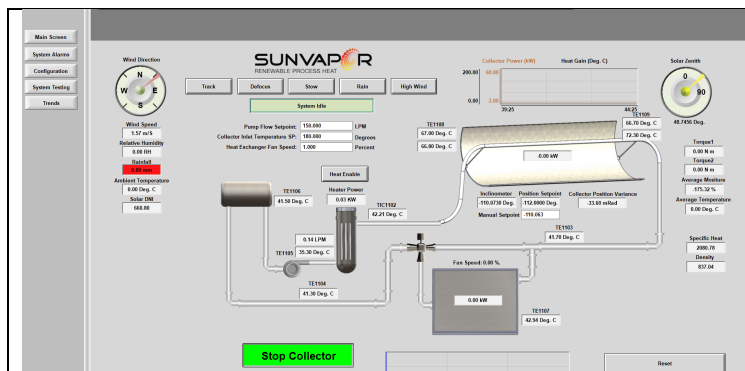 Main Screen
System Alarms
Configuration
System Testing
Trends
Wind Direction
N
W E
S
Wind Speed
1.57 m/S
Relative Humidity
0.00 RH
Rainfall
0.00 mm
Ambient Temperature
0.00 Deg. C
Solar DNI
660.80
SUNVAPOR
RENEWABLE PROCESS HEAT
Track Defocus Stow Rain High Wind
System Idle
Pump Flow Setpoint: 150.000 LPM
Collector Inlet Temperature SP: 180.000 Degrees
Heat Exchanger Fan Speed: 1.000 Percent
Heat Enable
Heater Power
0.03 KW
TIC1102
42.21 Deg. C
TE1106
41.50 Deg. C
0.14 LPM
TE1105 35.30 Deg. C
TE1104
41.30 Deg. C
Collector Power (kW) Heat Gain (Deg. C)
200.00 60.00
0.00 -3.00
39:25 44:25
TE1108
67.00 Deg. C
66.80 Deg. C
TE1109
66.70 Deg. C
72.30 Deg. C
-0.00 kW
Inclinometer Position Setpoint Collector Position Variance
-110.0730 Deg. -112.0000 Deg. -33.60 mRad
Manual Setpoint -110.063
TE1103
41.70 Deg. C
Fan Speed: 0.00 %.
0.00 kW
TE1107
42.94 Deg. C
Solar Zenith
0
90
48.7456 Deg.
Torque1
0.00 N m
Torque2
0.00 N m
Average Moisture
-175.32 %
Average Temperature
0.00 Deg. C
Specific Heat
2080.78
Density
837.04
Stop Collector
Reset